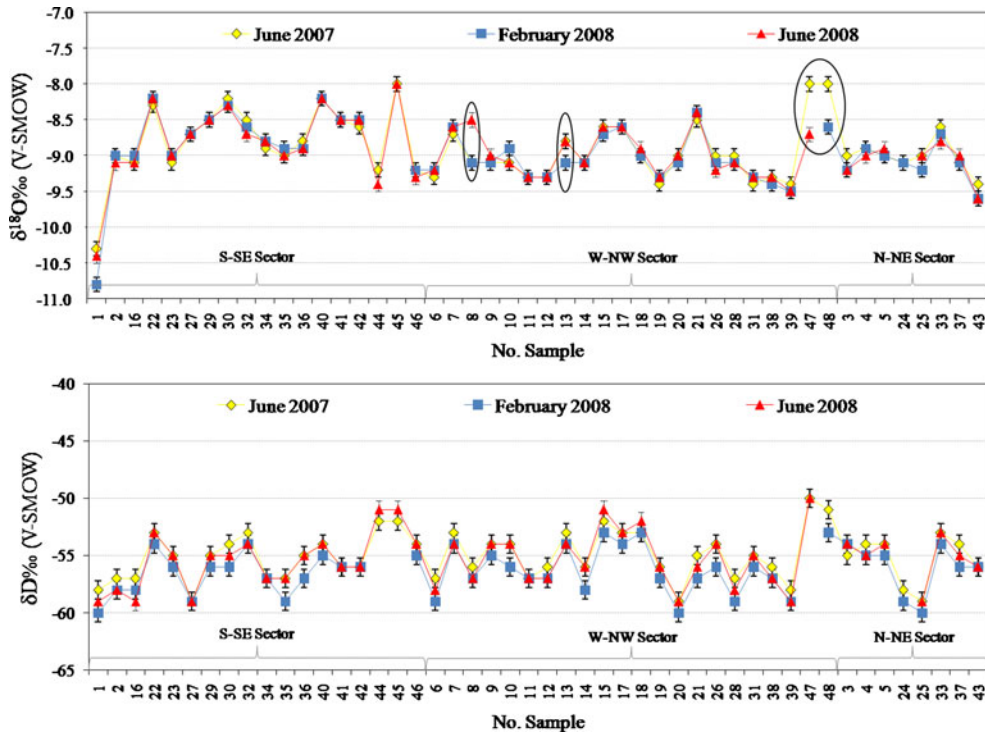 -7.0
June 2007 February 2008 June 2008
-7.5
-8.0
-8.5
-9.0
-9.5
-10.0
-10.5
-11.0
δ¹⁸O‰ (V-SMOW)
S-SE Sector W-NW Sector N-NE Sector
1 2 16 22 23 27 29 30 32 34 35 36 40 41 42 44 45 46 6 7 8 9 10 11 12 13 14 15 17 18 19 20 21 26 28 31 38 39 47 48 3 4 5 24 25 33 37 43
No. Sample
-40
June 2007 February 2008 June 2008
-45
-50
-55
-60
-65
δD‰ (V-SMOW)
S-SE Sector W-NW Sector N-NE Sector
1 2 16 22 23 27 29 30 32 34 35 36 40 41 42 44 45 46 6 7 8 9 10 11 12 13 14 15 17 18 19 20 21 26 28 31 38 39 47 48 3 4 5 24 25 33 37 43
No. Sample